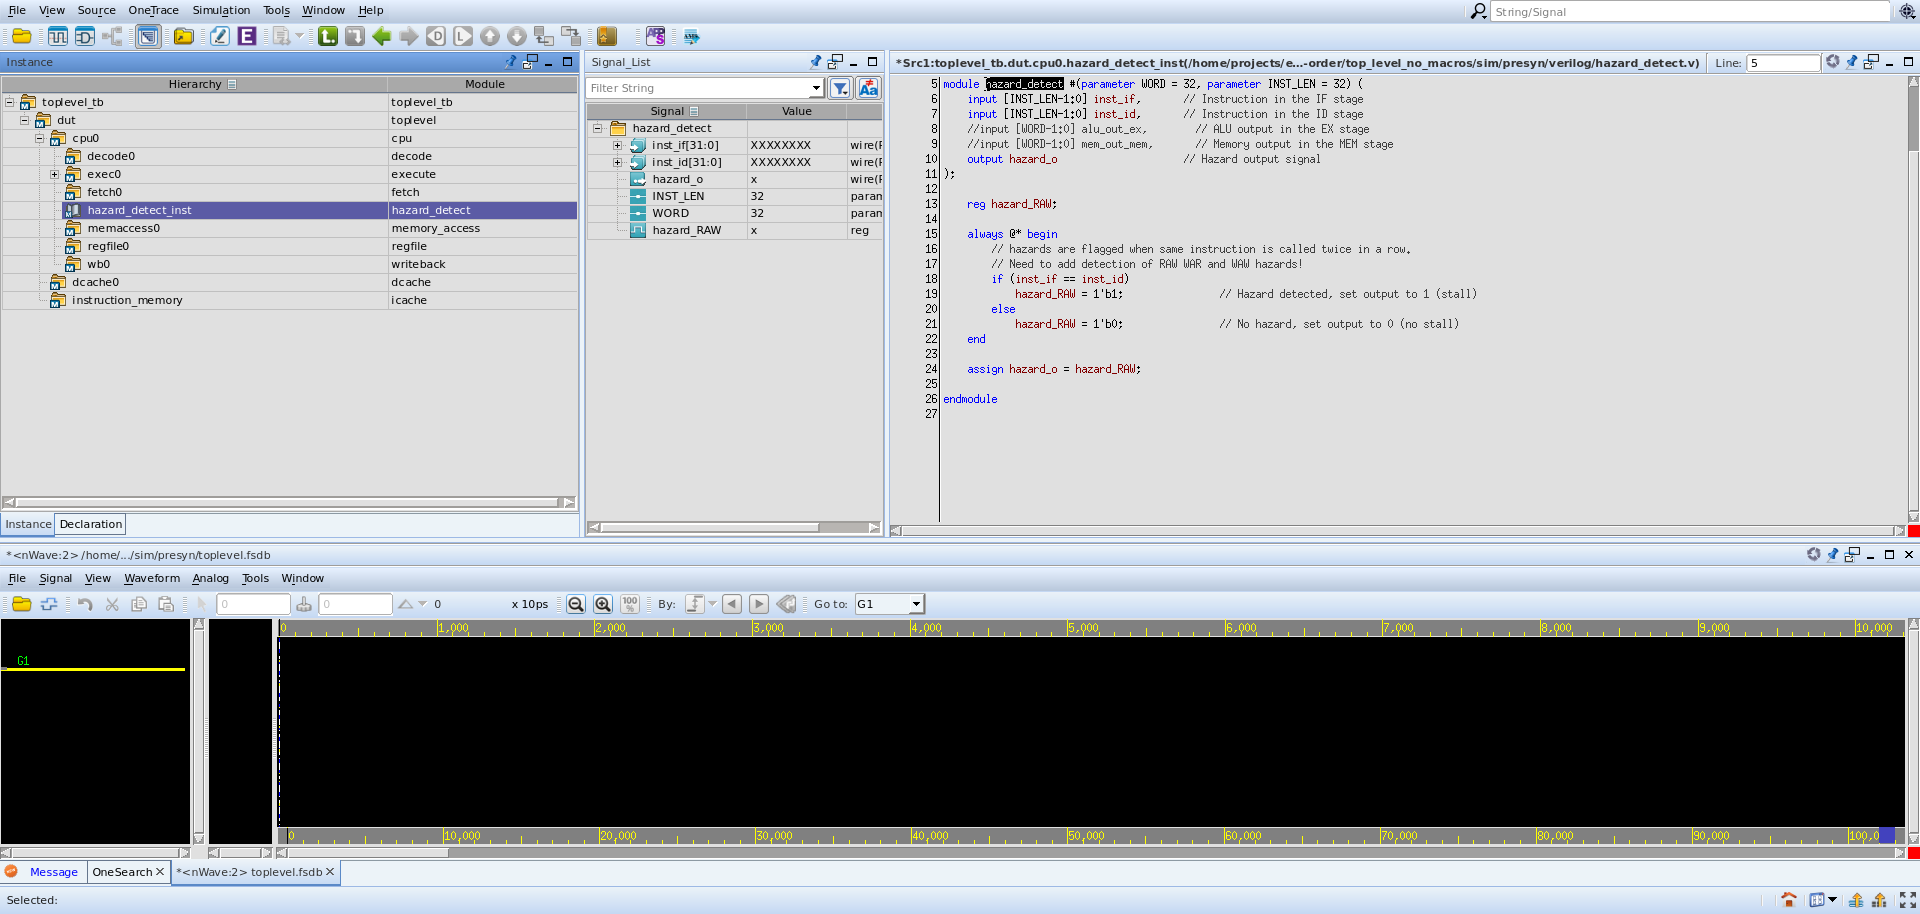 File View Source OneTrace Simulation Tools Window Help
String/Signal
Instance
Hierarchy Module
toplevel_tb toplevel_tb
dut toplevel
cpu0 cpu
decode0 decode
exec0 execute
fetch0 fetch
hazard_detect_inst hazard_detect
memaccess0 memory_access
regfile0 regfile
wb0 writeback
dcache0 dcache
instruction_memory icache
Instance Declaration
Signal_List
Filter String
Signal Value
hazard_detect
inst_if[31:0] XXXXXXXX wire(F
inst_id[31:0] XXXXXXXX wire(F
hazard_o x wire(F
INST_LEN 32 param
WORD 32 param
hazard_RAW x reg
*Src1:toplevel_tb.dut.cpu0.hazard_detect_inst(/home/projects/e...-order/top_level_no_macros/sim/presyn/verilog/hazard_detect.v) Line: 5
5 module hazard_detect #(parameter WORD = 32, parameter INST_LEN = 32) (
6 input [INST_LEN-1:0] inst_if, // Instruction in the IF stage
7 input [INST_LEN-1:0] inst_id, // Instruction in the ID stage
8 //input [WORD-1:0] alu_out_ex, // ALU output in the EX stage
9 //input [WORD-1:0] mem_out_mem, // Memory output in the MEM stage
10 output hazard_o // Hazard output signal
11 );
12
13 reg hazard_RAW;
14
15 always @* begin
16 // hazards are flagged when same instruction is called twice in a row.
17 // Need to add detection of RAW WAR and WAW hazards!
18 if (inst_if == inst_id)
19 hazard_RAW = 1'b1; // Hazard detected, set output to 1 (stall)
20 else
21 hazard_RAW = 1'b0; // No hazard, set output to 0 (no stall)
22 end
23
24 assign hazard_o = hazard_RAW;
25
26 endmodule
27
*<nWave:2> /home/.../sim/presyn/toplevel.fsdb
File Signal View Waveform Analog Tools Window
0 0 0 x 10ps 100% By: Go to: G1
G1
0 1,000 2,000 3,000 4,000 5,000 6,000 7,000 8,000 9,000 10,000
0 10,000 20,000 30,000 40,000 50,000 60,000 70,000 80,000 90,000 100,0
Message OneSearch *<nWave:2> toplevel.fsdb
Selected: